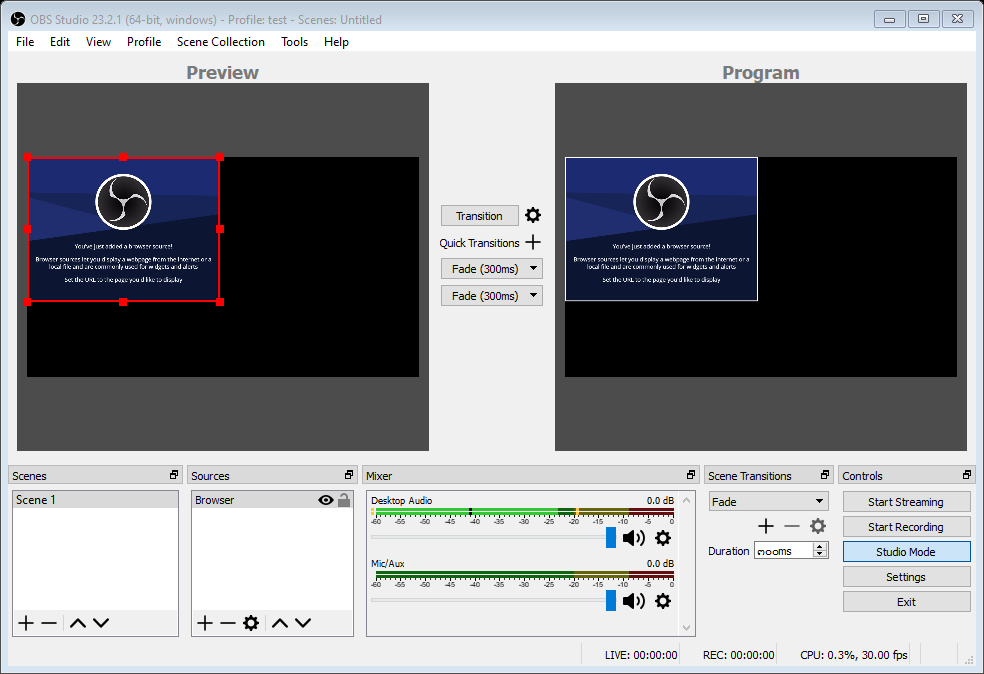 OBS Studio 23.2.1 (64-bit, windows) - Profile: test - Scenes: Untitled
File Edit View Profile Scene Collection Tools Help
Preview
Program
You've just added a browser source!
Browser sources let you display a webpage from the Internet or a
local file and are commonly used for widgets and alerts
Set the URL to the page you'd like to display
Transition
Quick Transitions
Fade (300ms)
Fade (300ms)
You've just added a browser source!
Browser sources let you display a webpage from the Internet or a
local file and are commonly used for widgets and alerts
Set the URL to the page you'd like to display
Scenes
Scene 1
Sources
Browser
Mixer
Desktop Audio 0.0 dB
-60 -55 -50 -45 -40 -35 -30 -25 -20 -15 -10 -5 0
Mic/Aux 0.0 dB
-60 -55 -50 -45 -40 -35 -30 -25 -20 -15 -10 -5 0
Scene Transitions
Fade
Duration ๓๐๐ms
Controls
Start Streaming
Start Recording
Studio Mode
Settings
Exit
LIVE: 00:00:00 REC: 00:00:00 CPU: 0.3%, 30.00 fps